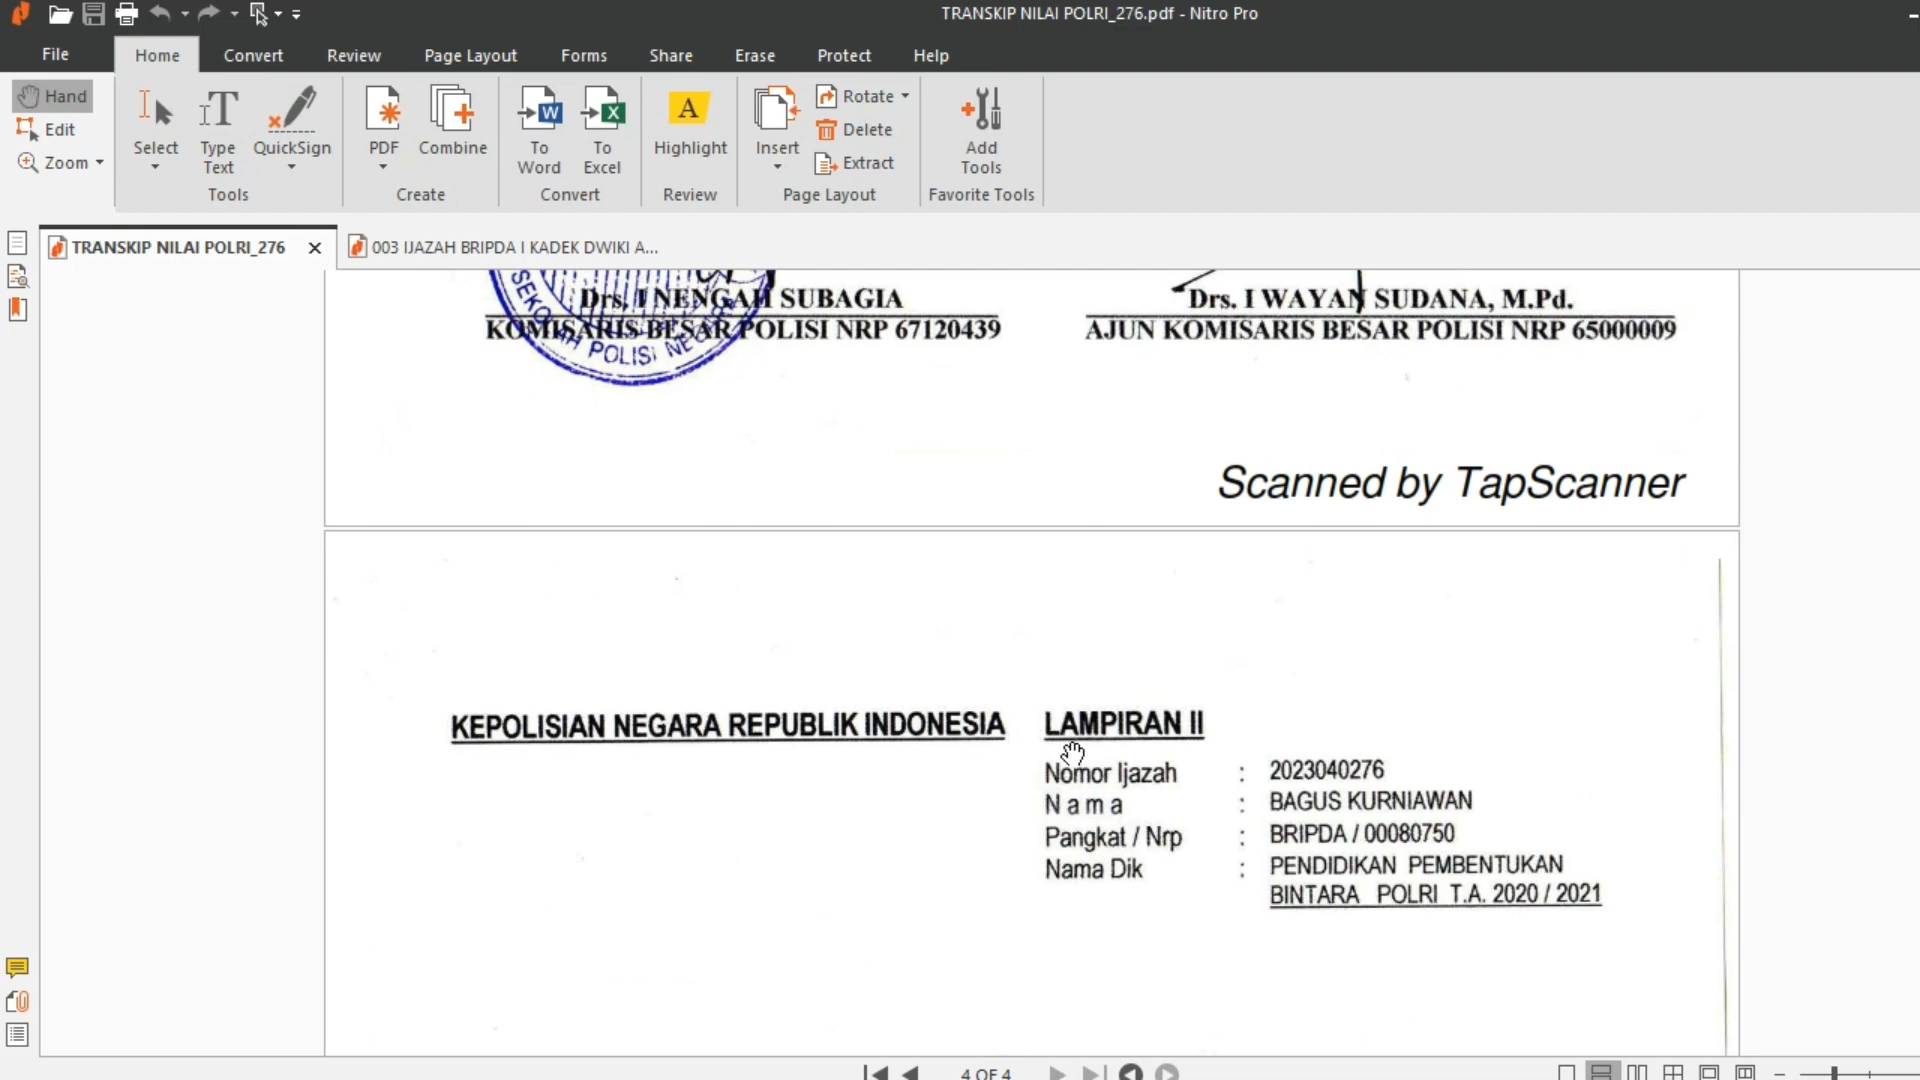 TRANSKIP NILAI POLRI_276.pdf - Nitro Pro
File Home Convert Review Page Layout Forms Share Erase Protect Help
Hand
Edit
Zoom
Select
Type Text
QuickSign
Tools
PDF
Combine
Create
To Word
To Excel
Convert
Highlight
Review
Insert
Rotate
Delete
Extract
Page Layout
Add Tools
Favorite Tools
TRANSKIP NILAI POLRI_276
003 IJAZAH BRIPDA I KADEK DWIKI A...
Drs. I NENGAH SUBAGIA
KOMISARIS BESAR POLISI NRP 67120439
SEKOLAH POLISI NEGARA
Drs. I WAYAN SUDANA, M.Pd.
AJUN KOMISARIS BESAR POLISI NRP 65000009
Scanned by TapScanner
KEPOLISIAN NEGARA REPUBLIK INDONESIA
LAMPIRAN II
Nomor Ijazah : 2023040276
N a m a : BAGUS KURNIAWAN
Pangkat / Nrp : BRIPDA / 00080750
Nama Dik : PENDIDIKAN PEMBENTUKAN
BINTARA POLRI T.A. 2020 / 2021
4 OF 4